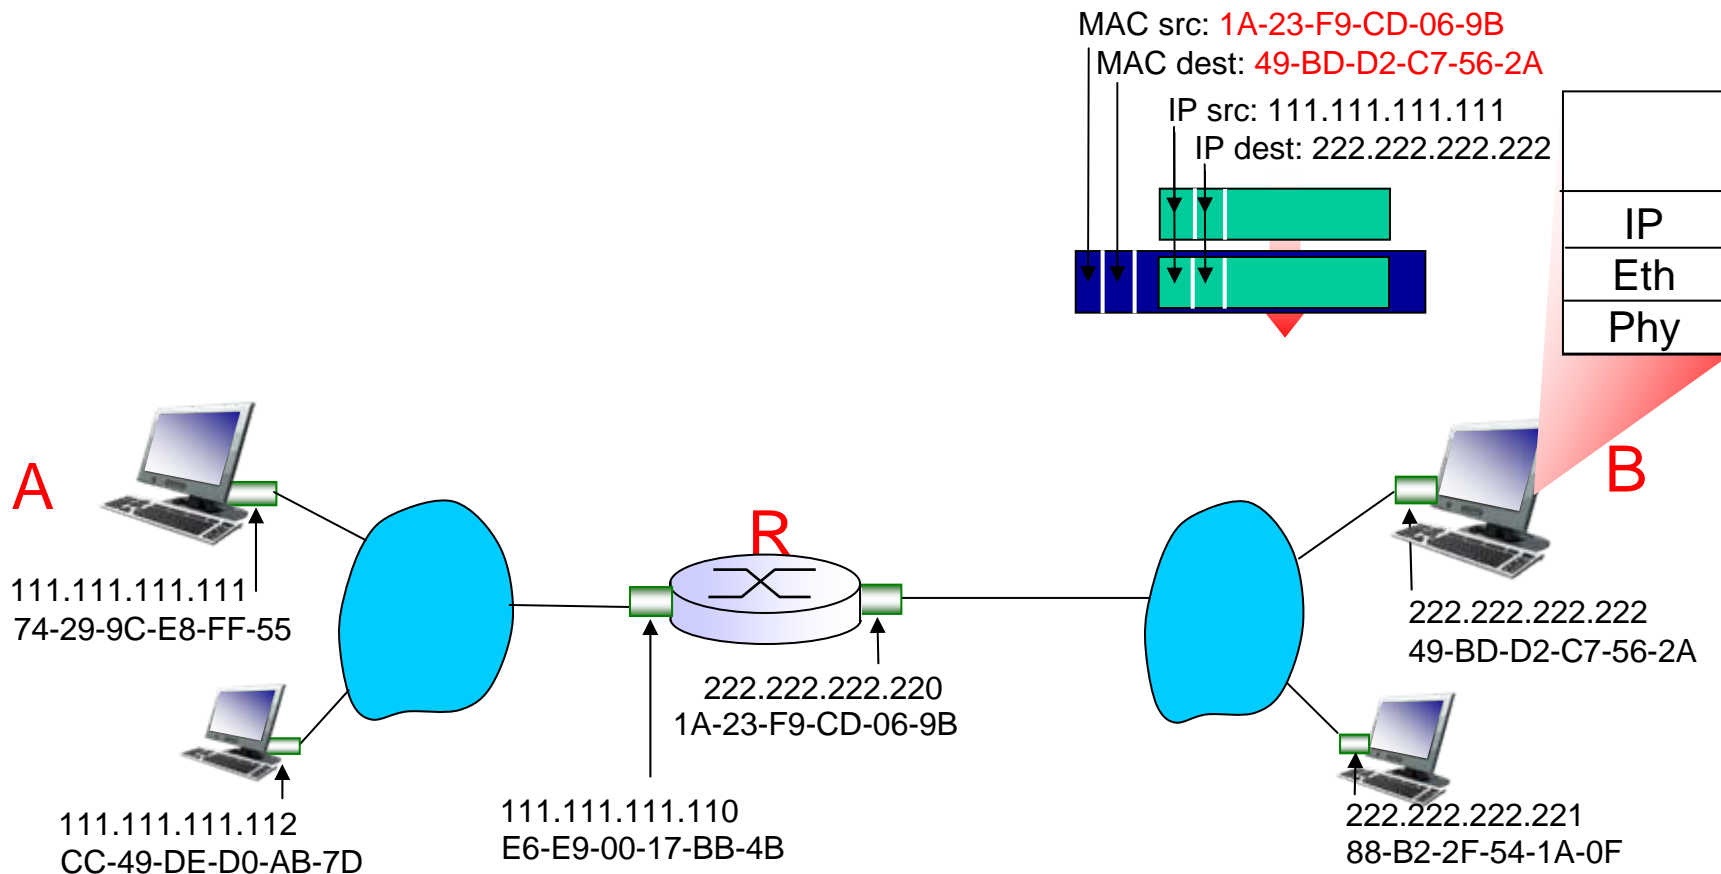 MAC src: 1A-23-F9-CD-06-9B
MAC dest: 49-BD-D2-C7-56-2A
IP src: 111.111.111.111
IP dest: 222.222.222.222
IP
Eth
Phy
A
B
R
111.111.111.111
74-29-9C-E8-FF-55
222.222.222.222
49-BD-D2-C7-56-2A
222.222.222.220
1A-23-F9-CD-06-9B
111.111.111.112
CC-49-DE-D0-AB-7D
111.111.111.110
E6-E9-00-17-BB-4B
222.222.222.221
88-B2-2F-54-1A-0F